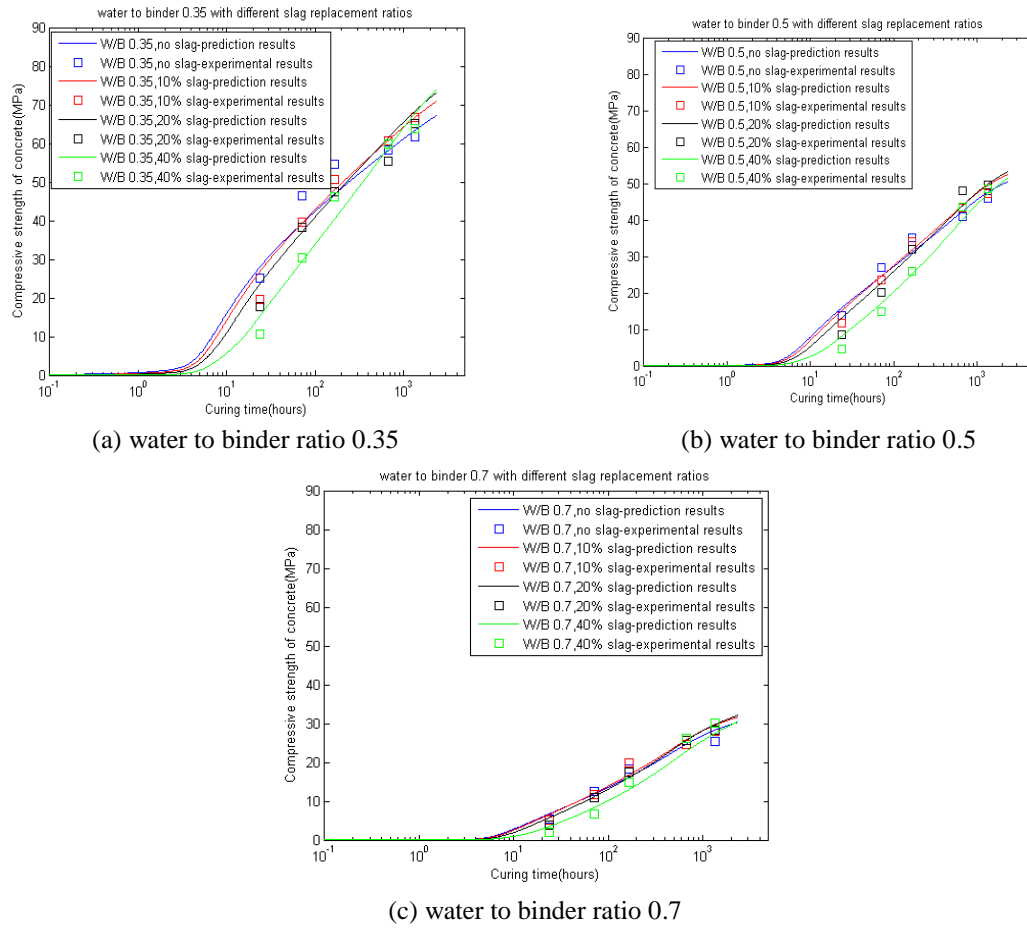 water to binder 0.35 with different slag replacement ratios
90
80
70
60
50
40
30
20
10
0
Compressive strength of concrete(MPa)
W/B 0.35,no slag-prediction results
W/B 0.35,no slag-experimental results
W/B 0.35,10% slag-prediction results
W/B 0.35,10% slag-experimental results
W/B 0.35,20% slag-prediction results
W/B 0.35,20% slag-experimental results
W/B 0.35,40% slag-prediction results
W/B 0.35,40% slag-experimental results
10^-1 10^0 10^1 10^2 10^3
Curing time(hours)
(a) water to binder ratio 0.35
water to binder 0.5 with different slag replacement ratios
90
80
70
60
50
40
30
20
10
0
Compressive strength of concrete(MPa)
W/B 0.5,no slag-prediction results
W/B 0.5,no slag-experimental results
W/B 0.5,10% slag-prediction results
W/B 0.5,10% slag-experimental results
W/B 0.5,20% slag-prediction results
W/B 0.5,20% slag-experimental results
W/B 0.5,40% slag-prediction results
W/B 0.5,40% slag-experimental results
10^-1 10^0 10^1 10^2 10^3
Curing time(hours)
(b) water to binder ratio 0.5
water to binder 0.7 with different slag replacement ratios
90
80
70
60
50
40
30
20
10
0
Compressive strength of concrete(MPa)
W/B 0.7,no slag-prediction results
W/B 0.7,no slag-experimental results
W/B 0.7,10% slag-prediction results
W/B 0.7,10% slag-experimental results
W/B 0.7,20% slag-prediction results
W/B 0.7,20% slag-experimental results
W/B 0.7,40% slag-prediction results
W/B 0.7,40% slag-experimental results
10^-1 10^0 10^1 10^2 10^3
Curing time(hours)
(c) water to binder ratio 0.7